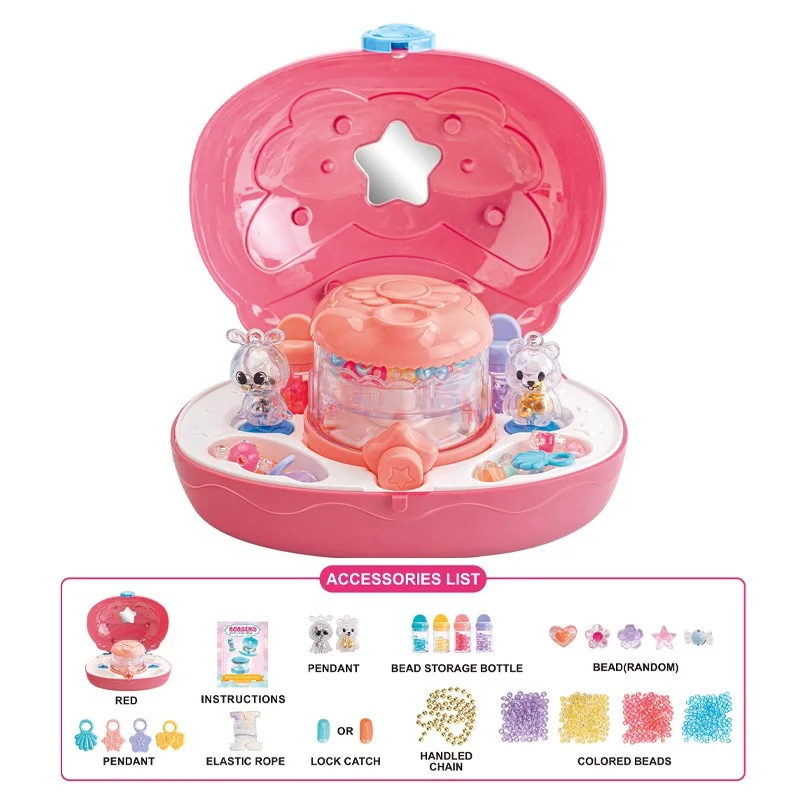 ACCESSORIES LIST
RED
INSTRUCTIONS
PENDANT
BEAD STORAGE BOTTLE
BEAD(RANDOM)
PENDANT
ELASTIC ROPE
OR
LOCK CATCH
HANDLED
CHAIN
COLORED BEADS